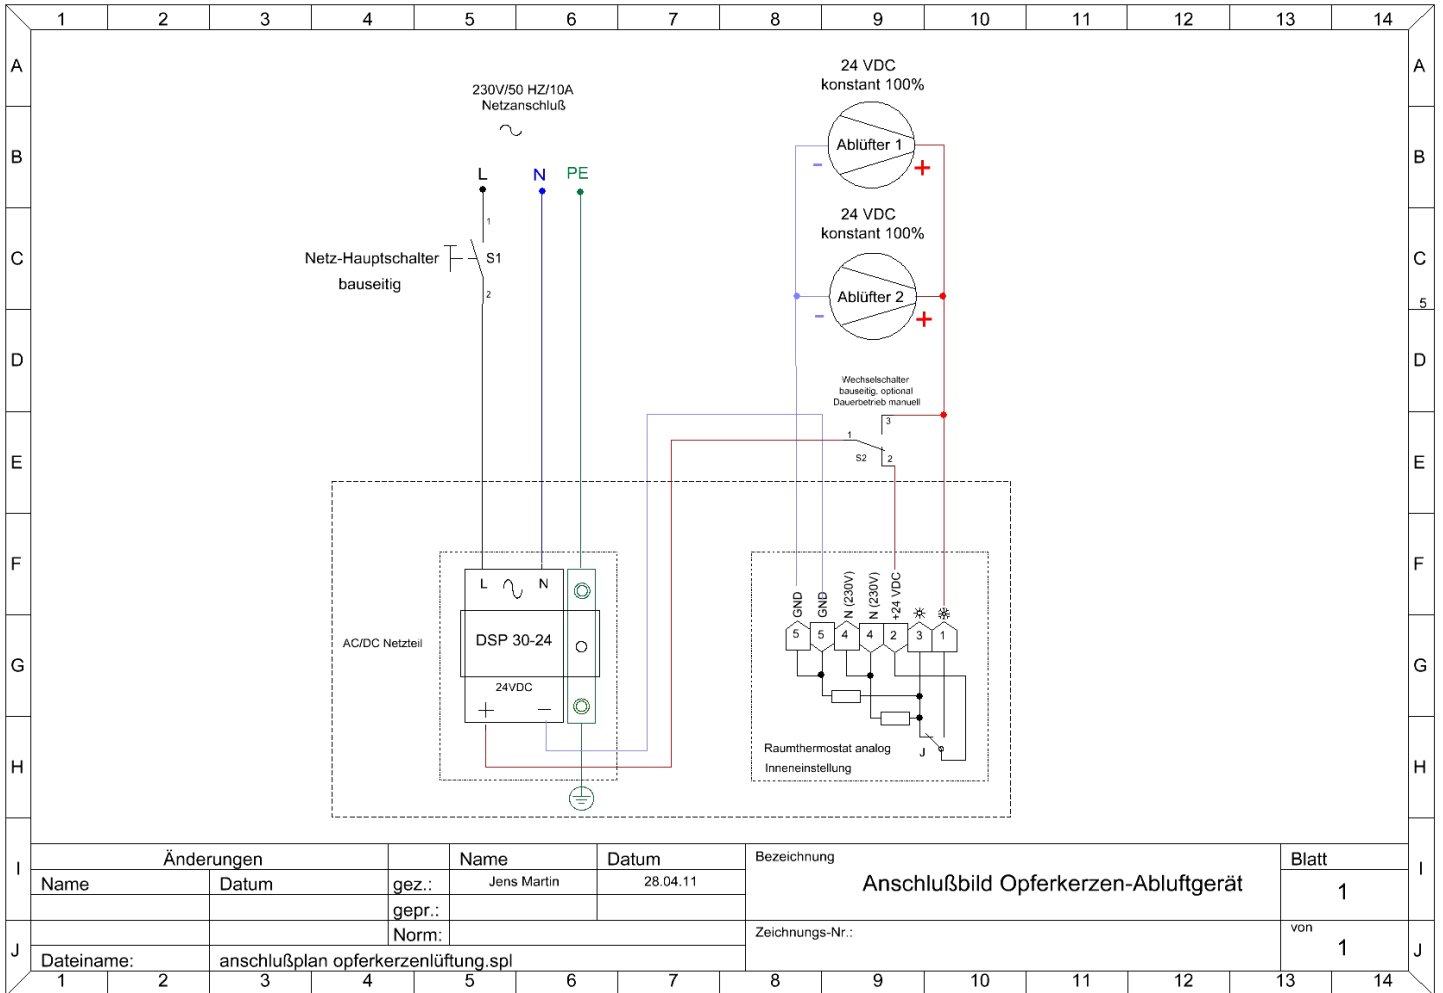 1 2 3 4 5 6 7 8 9 10 11 12 13 14
A A
B B
C C
5
D D
E E
F F
G G
H H
I I
J J
230V/50 HZ/10A
Netzanschluß
L N PE
1
Netz-Hauptschalter
bauseitig
S1
2
24 VDC
konstant 100%
Ablüfter 1
- +
24 VDC
konstant 100%
Ablüfter 2
- +
Wechselschalter
bauseitig, optional
Dauerbetrieb manuell
3
1
S2
2
AC/DC Netzteil
L N
DSP 30-24
24VDC
+ -
GND GND N (230V) N (230V) +24 VDC
5 5 4 4 2 3 1
J
Raumthermostat analog
Inneneinstellung
Änderungen
Name Datum
Name Datum
gez.: Jens Martin 28.04.11
gepr.:
Norm:
Dateiname: anschlußplan opferkerzenlüftung.spl
Bezeichnung
Anschlußbild Opferkerzen-Abluftgerät
Zeichnungs-Nr.:
Blatt
1
von
1
1 2 3 4 5 6 7 8 9 10 11 12 13 14